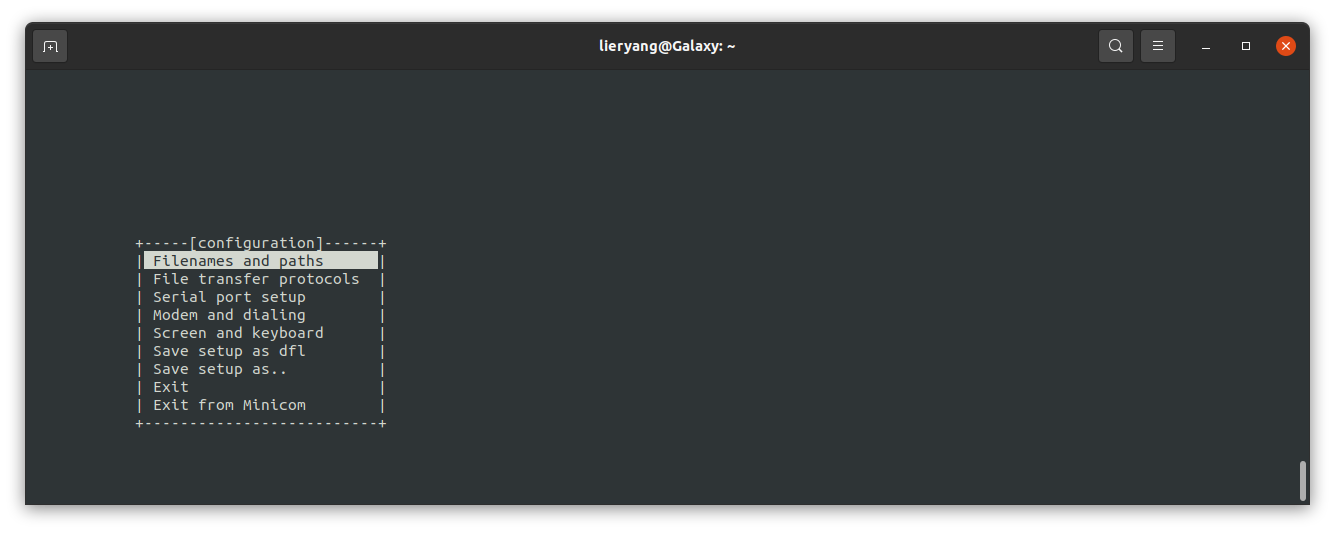 lieryang@Galaxy: ~
+-----[configuration]------+
| Filenames and paths      |
| File transfer protocols  |
| Serial port setup        |
| Modem and dialing        |
| Screen and keyboard      |
| Save setup as dfl        |
| Save setup as..          |
| Exit                     |
| Exit from Minicom        |
+--------------------------+